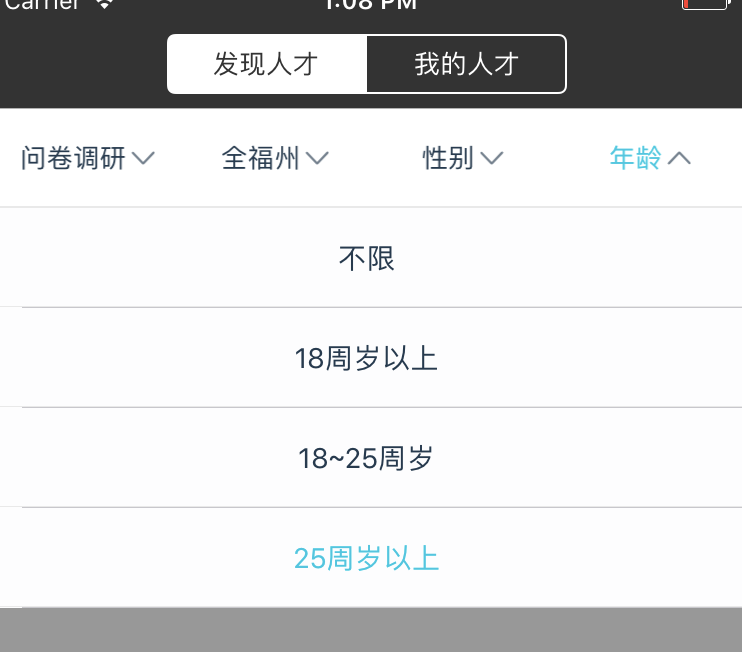 Carrier 1:08 PM
发现人才 我的人才
问卷调研 全福州 性别 年龄
不限
18周岁以上
18~25周岁
25周岁以上